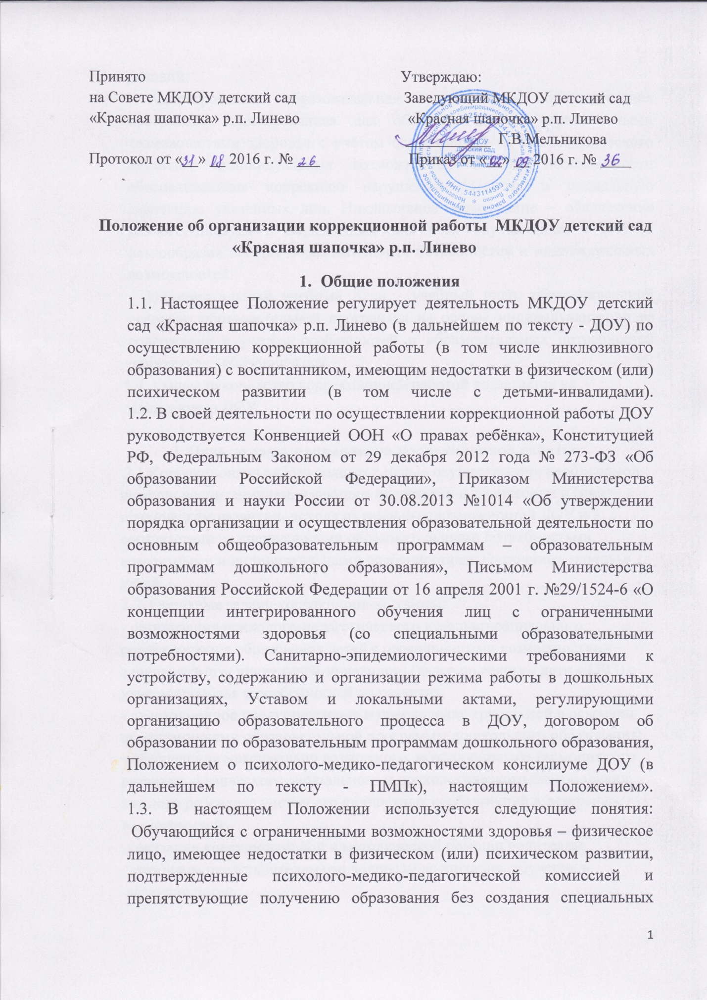 Принято Утверждаю:
на Совете МКДОУ детский сад Заведующий МКДОУ детский сад
«Красная шапочка» р.п. Линево «Красная шапочка» р.п. Линево
Г.В.Мельникова
Протокол от «31» 08 2016 г. № 26 Приказ от «02» 09 2016 г. № 36
МКДОУ
детский сад
«Красная шапочка»
р.п. Линево
ИНН 5443114599
Положение об организации коррекционной работы МКДОУ детский сад
«Красная шапочка» р.п. Линево
1. Общие положения
1.1. Настоящее Положение регулирует деятельность МКДОУ детский
сад «Красная шапочка» р.п. Линево (в дальнейшем по тексту - ДОУ) по
осуществлению коррекционной работы (в том числе инклюзивного
образования) с воспитанником, имеющим недостатки в физическом (или)
психическом развитии (в том числе с детьми-инвалидами).
1.2. В своей деятельности по осуществлении коррекционной работы ДОУ
руководствуется Конвенцией ООН «О правах ребёнка», Конституцией
РФ, Федеральным Законом от 29 декабря 2012 года № 273-ФЗ «Об
образовании Российской Федерации», Приказом Министерства
образования и науки России от 30.08.2013 №1014 «Об утверждении
порядка организации и осуществления образовательной деятельности по
основным общеобразовательным программам – образовательным
программам дошкольного образования», Письмом Министерства
образования Российской Федерации от 16 апреля 2001 г. №29/1524-6 «О
концепции интегрированного обучения лиц с ограниченными
возможностями здоровья (со специальными образовательными
потребностями). Санитарно-эпидемиологическими требованиями к
устройству, содержанию и организации режима работы в дошкольных
организациях, Уставом и локальными актами, регулирующими
организацию образовательного процесса в ДОУ, договором об
образовании по образовательным программам дошкольного образования,
Положением о психолого-медико-педагогическом консилиуме ДОУ (в
дальнейшем по тексту - ПМПк), настоящим Положением».
1.3. В настоящем Положении используется следующие понятия:
Обучающийся с ограниченными возможностями здоровья – физическое
лицо, имеющее недостатки в физическом (или) психическом развитии,
подтвержденные психолого-медико-педагогической комиссией и
препятствующие получению образования без создания специальных
1